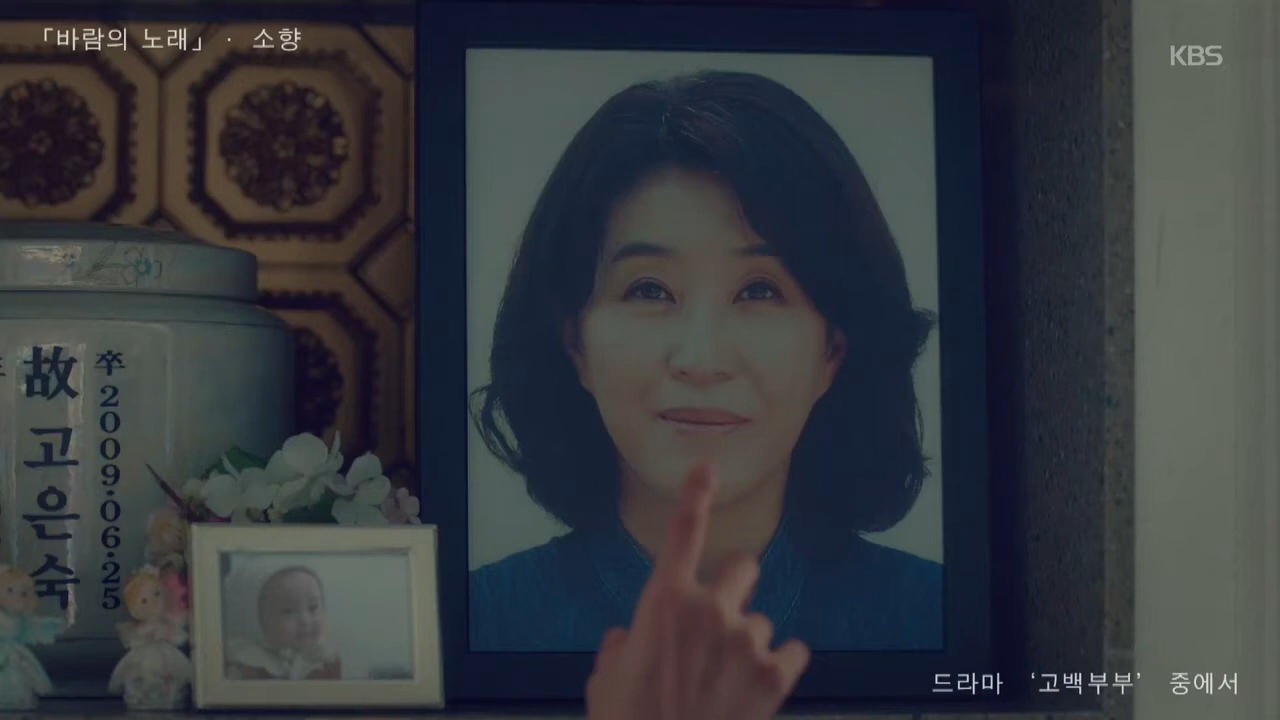 「바람의 노래」 · 소향
KBS
故 고은숙
卒 2009.06.25
드라마 ‘고백부부’ 중에서